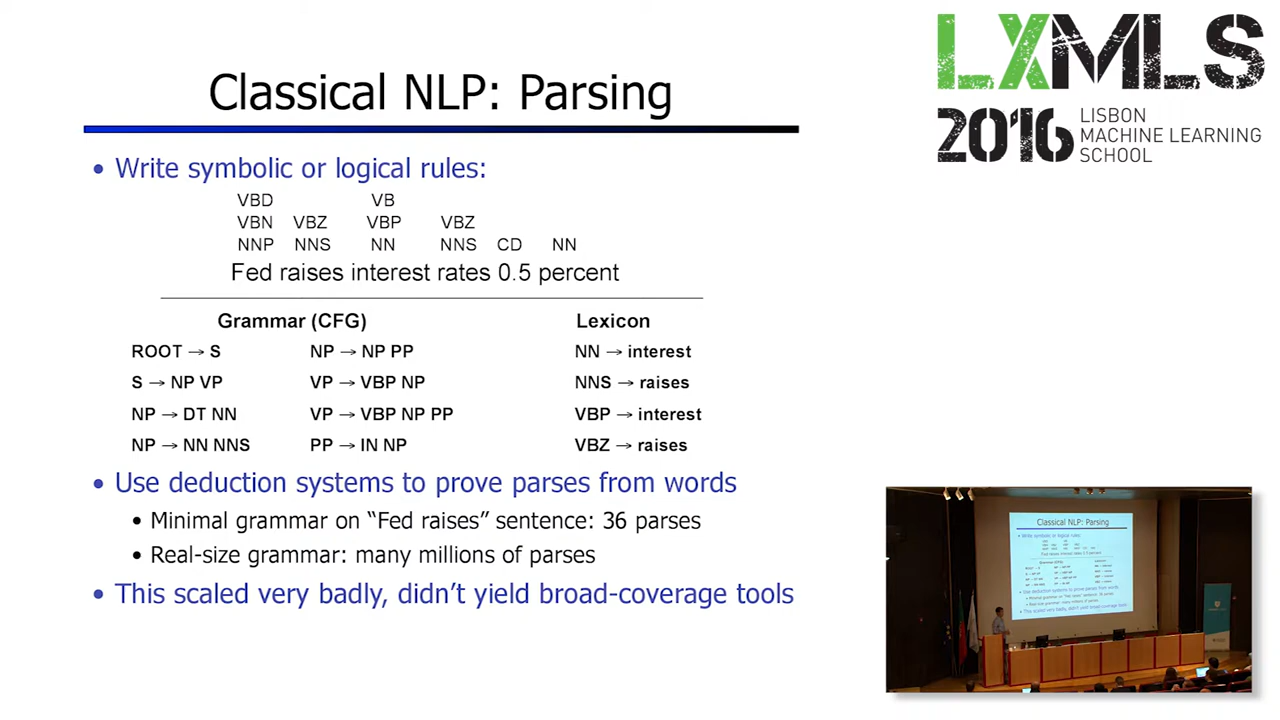 Classical NLP: Parsing
LXMLS
2016 LISBON
MACHINE LEARNING
SCHOOL
• Write symbolic or logical rules:
VBD VB
VBN VBZ VBP VBZ
NNP NNS NN NNS CD NN
Fed raises interest rates 0.5 percent
Grammar (CFG) Lexicon
ROOT → S NP → NP PP NN → interest
S → NP VP VP → VBP NP NNS → raises
NP → DT NN VP → VBP NP PP VBP → interest
NP → NN NNS PP → IN NP VBZ → raises
• Use deduction systems to prove parses from words
• Minimal grammar on “Fed raises” sentence: 36 parses
• Real-size grammar: many millions of parses
• This scaled very badly, didn’t yield broad-coverage tools
Classical NLP: Parsing